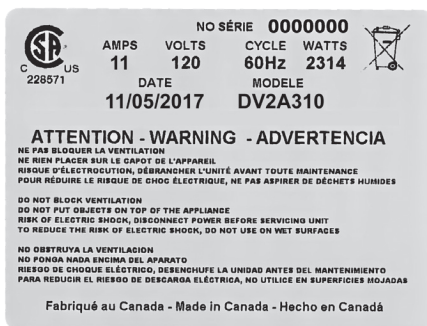 NO SÉRIE 0000000
AMPS VOLTS CYCLE WATTS
11 120 60Hz 2314
C US
228571
DATE MODELE
11/05/2017 DV2A310
ATTENTION - WARNING - ADVERTENCIA
NE PAS BLOQUER LA VENTILATION
NE RIEN PLACER SUR LE CAPOT DE L'APPAREIL
RISQUE D'ÉLECTROCUTION, DÉBRANCHER L'UNITÉ AVANT TOUTE MAINTENANCE
POUR RÉDUIRE LE RISQUE DE CHOC ÉLECTRIQUE, NE PAS ASPIRER DE DÉCHETS HUMIDES
DO NOT BLOCK VENTILATION
DO NOT PUT OBJECTS ON TOP OF THE APPLIANCE
RISK OF ELECTRIC SHOCK, DISCONNECT POWER BEFORE SERVICING UNIT
TO REDUCE THE RISK OF ELECTRIC SHOCK, DO NOT USE ON WET SURFACES
NO OBSTRUYA LA VENTILACION
NO PONGA NADA ENCIMA DEL APARATO
RIESGO DE CHOQUE ELÉCTRICO, DESENCHUFE LA UNIDAD ANTES DEL MANTENIMIENTO
PARA REDUCIR EL RIESGO DE DESCARGA ELÉCTRICA, NO UTILICE EN SUPERFICIES MOJADAS
Fabriqué au Canada - Made in Canada - Hecho en Canadá